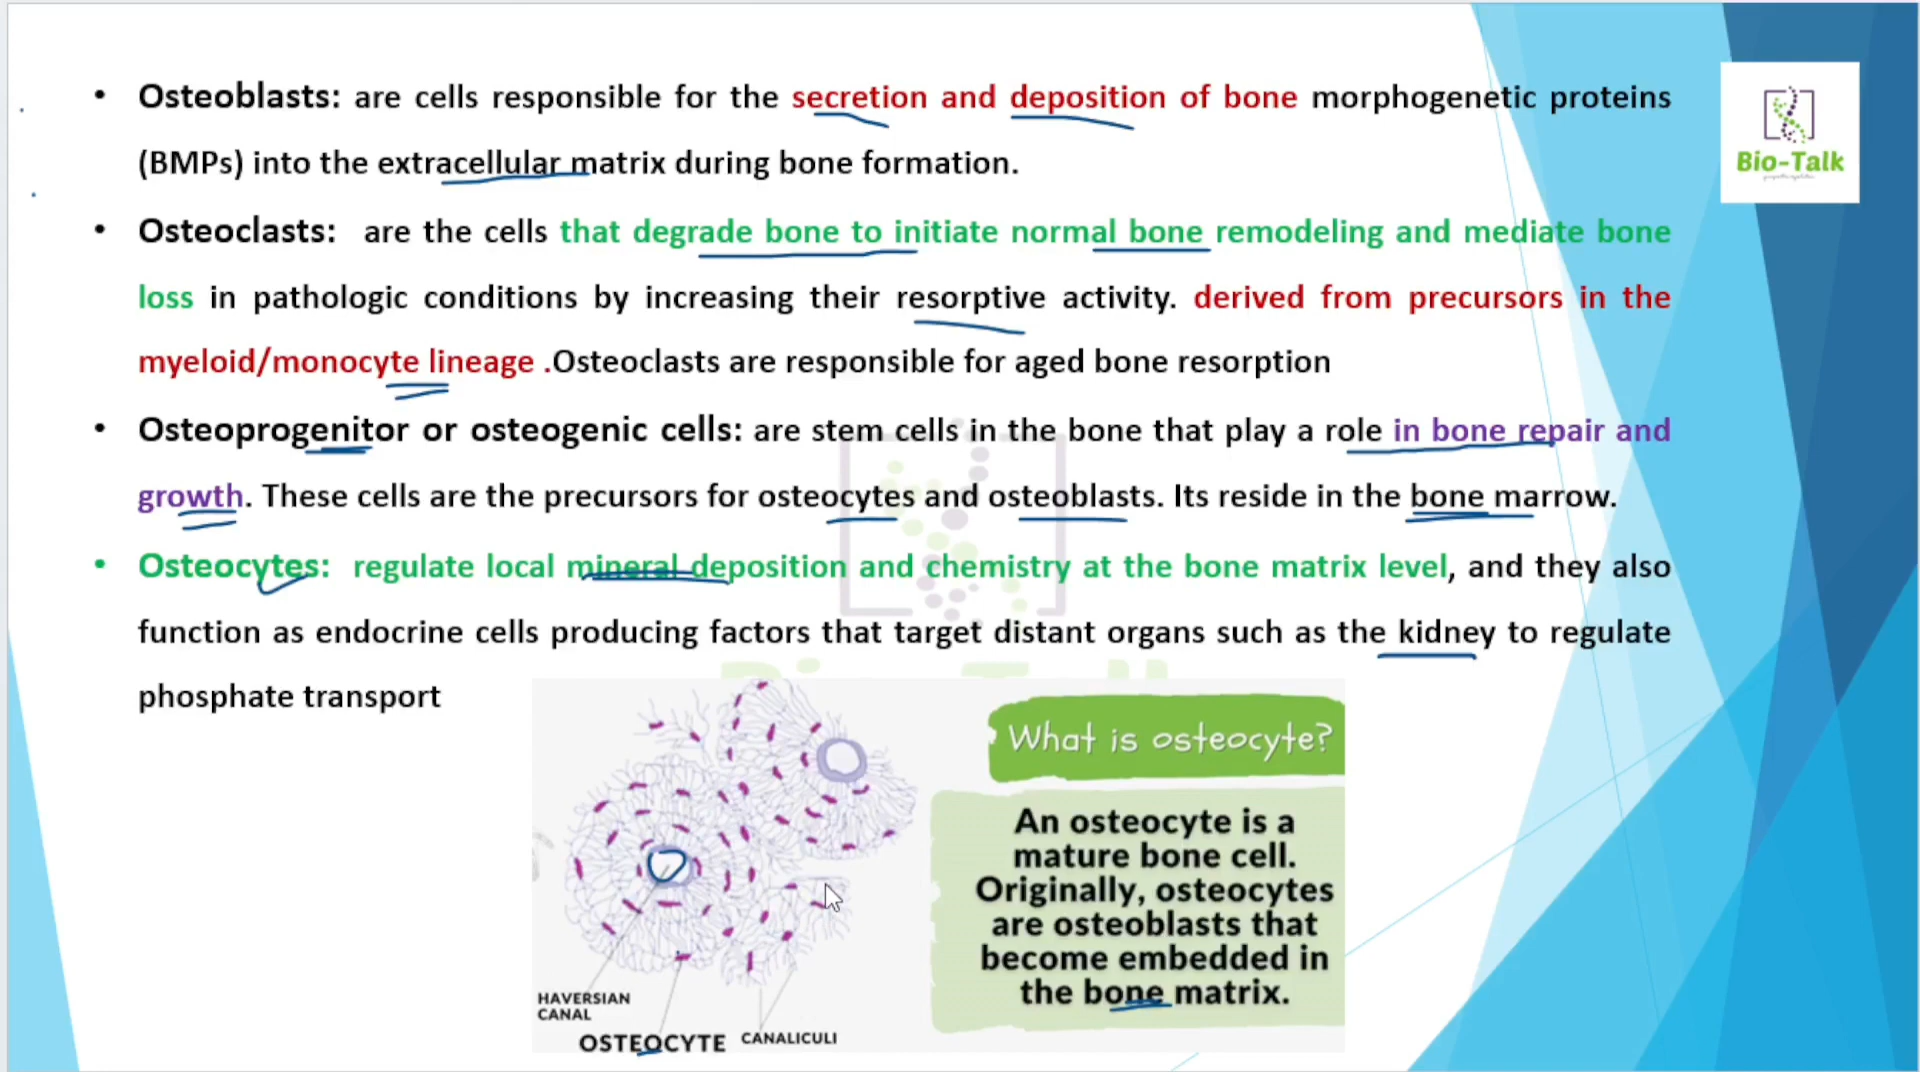 • Osteoblasts: are cells responsible for the secretion and deposition of bone morphogenetic proteins
(BMPs) into the extracellular matrix during bone formation.
• Osteoclasts: are the cells that degrade bone to initiate normal bone remodeling and mediate bone
loss in pathologic conditions by increasing their resorptive activity. derived from precursors in the
myeloid/monocyte lineage .Osteoclasts are responsible for aged bone resorption
• Osteoprogenitor or osteogenic cells: are stem cells in the bone that play a role in bone repair and
growth. These cells are the precursors for osteocytes and osteoblasts. Its reside in the bone marrow.
• Osteocytes: regulate local mineral deposition and chemistry at the bone matrix level, and they also
function as endocrine cells producing factors that target distant organs such as the kidney to regulate
phosphate transport
Bio-Talk
What is osteocyte?
An osteocyte is a
mature bone cell.
Originally, osteocytes
are osteoblasts that
become embedded in
the bone matrix.
HAVERSIAN
CANAL
OSTEOCYTE
CANALICULI